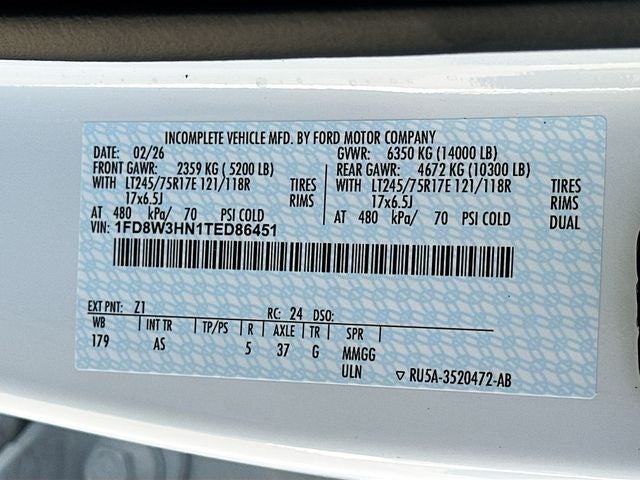 INCOMPLETE VEHICLE MFD. BY FORD MOTOR COMPANY
DATE: 02/26 GVWR: 6350 KG (14000 LB)
FRONT GAWR: 2359 KG ( 5200 LB) REAR GAWR: 4672 KG (10300 LB)
WITH LT245/75R17E 121/118R TIRES WITH LT245/75R17E 121/118R TIRES
17x6.5J RIMS 17x6.5J RIMS
AT 480 kPa/ 70 PSI COLD AT 480 kPa/ 70 PSI COLD DUAL
VIN: 1FD8W3HN1TED86451
EXT PNT: Z1 RC: 24 DSO:
WB INT TR TP/PS R AXLE TR SPR
179 AS 5 37 G MMGG
ULN ▽ RU5A-3520472-AB